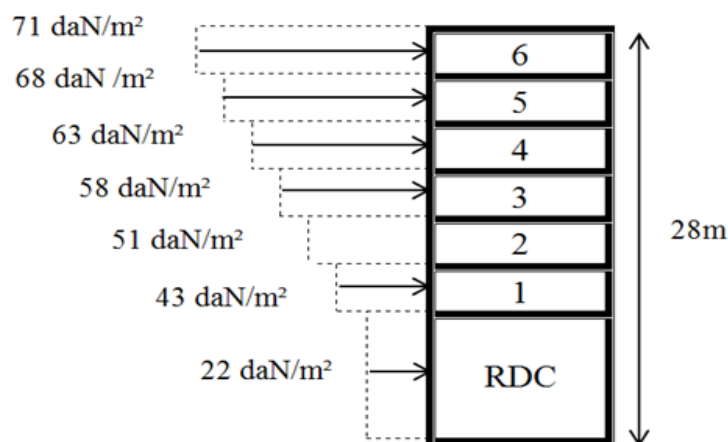 71 daN/m²
6
68 daN /m²
5
63 daN/m²
4
58 daN/m²
3
51 daN/m²
2
28m
43 daN/m²
1
22 daN/m²
RDC